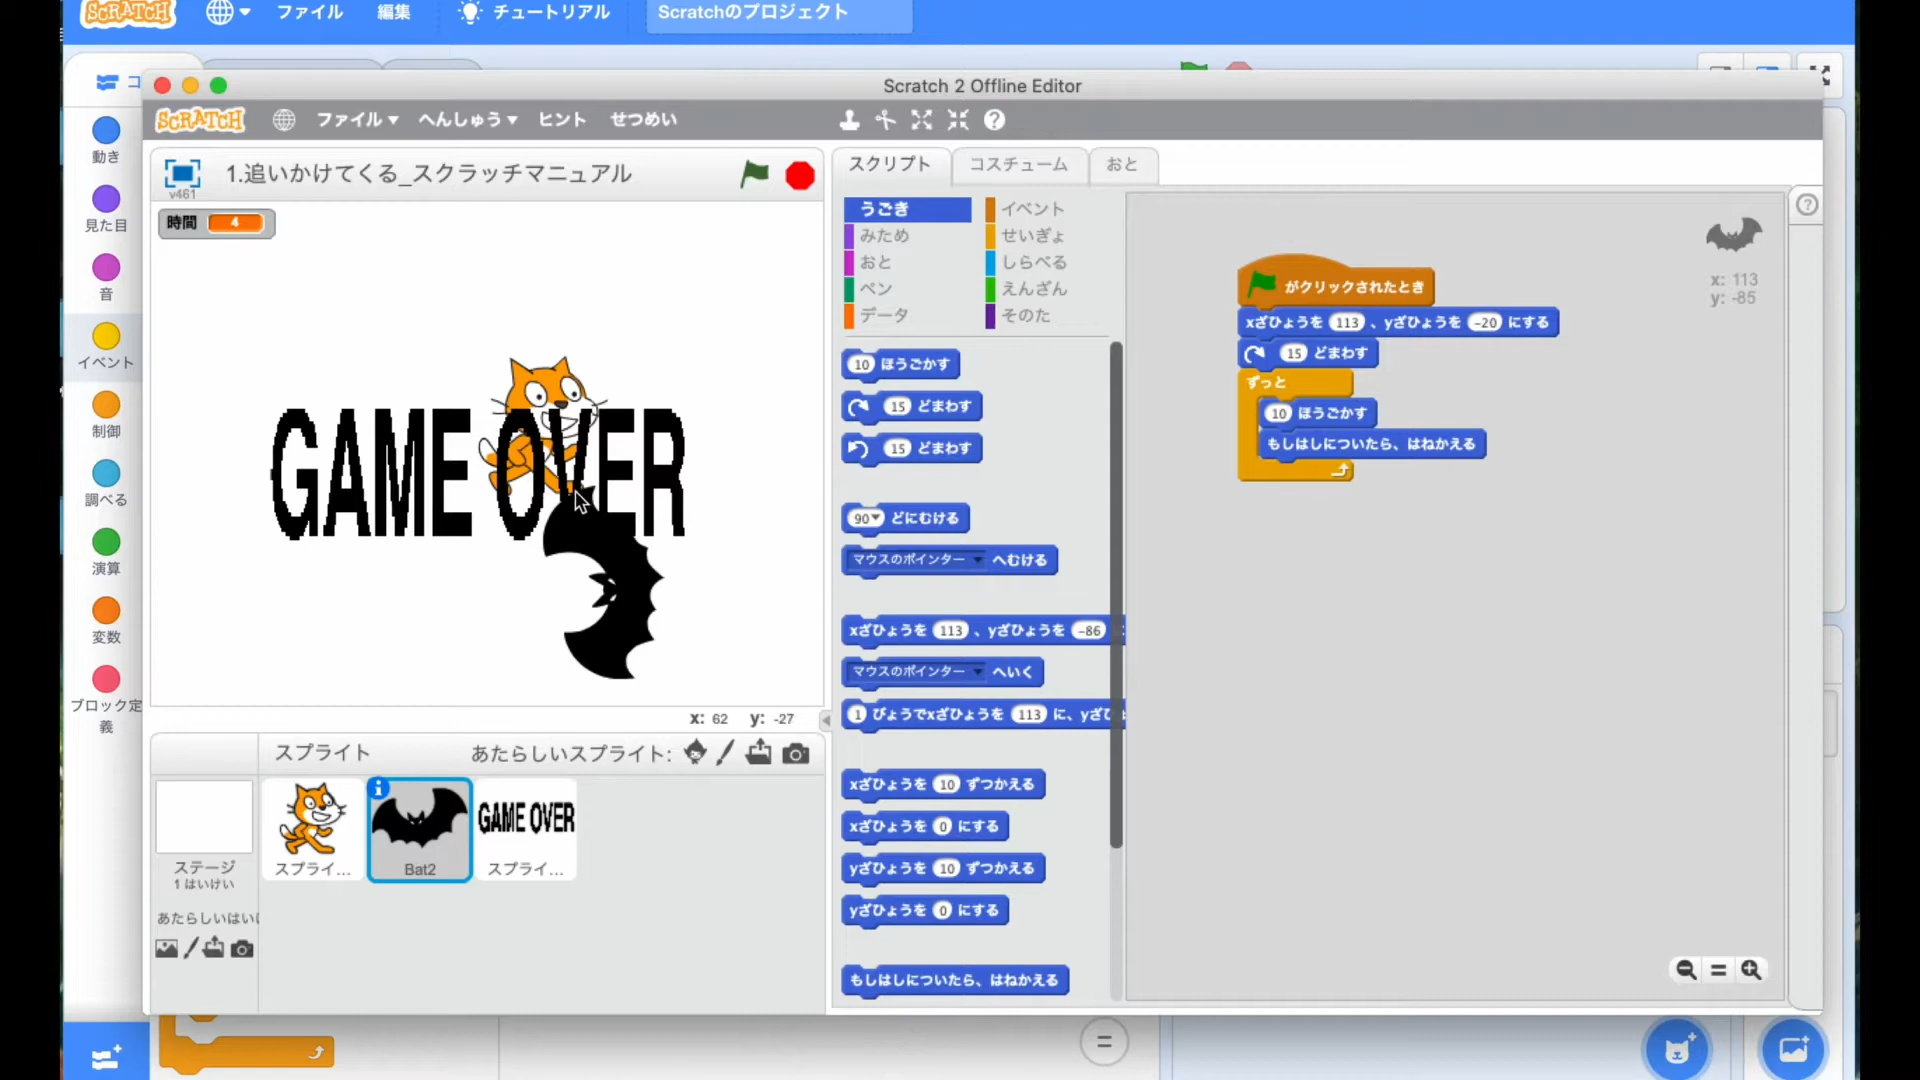 SCRATCH
ファイル
編集
チュートリアル
Scratchのプロジェクト
コ
動き
見た目
音
イベント
制御
調べる
演算
変数
ブロック定
義
Scratch 2 Offline Editor
SCRATCH
ファイル▼
へんしゅう▼
ヒント
せつめい
v461
1.追いかけてくる_スクラッチマニュアル
時間 4
GAME OVER
x: 62 y: -27
スプライト
あたらしいスプライト:
ステージ
1 はいけい
あたらしいはい
スプライ...
Bat2
GAME OVER
スプライ...
スクリプト
コスチューム
おと
うごき
イベント
みため
せいぎょ
おと
しらべる
ペン
えんざん
データ
そのた
10 ほうごかす
15 どまわす
15 どまわす
90▼ どにむける
マウスのポインター へむける
xざひょうを 113 、yざひょうを -86
マウスのポインター へいく
1 びょうでxざひょうを 113 に、yざひ
xざひょうを 10 ずつかえる
xざひょうを 0 にする
yざひょうを 10 ずつかえる
yざひょうを 0 にする
もしはしについたら、はねかえる
がクリックされたとき
xざひょうを 113 、yざひょうを -20 にする
15 どまわす
ずっと
10 ほうごかす
もしはしについたら、はねかえる
x: 113
y: -85